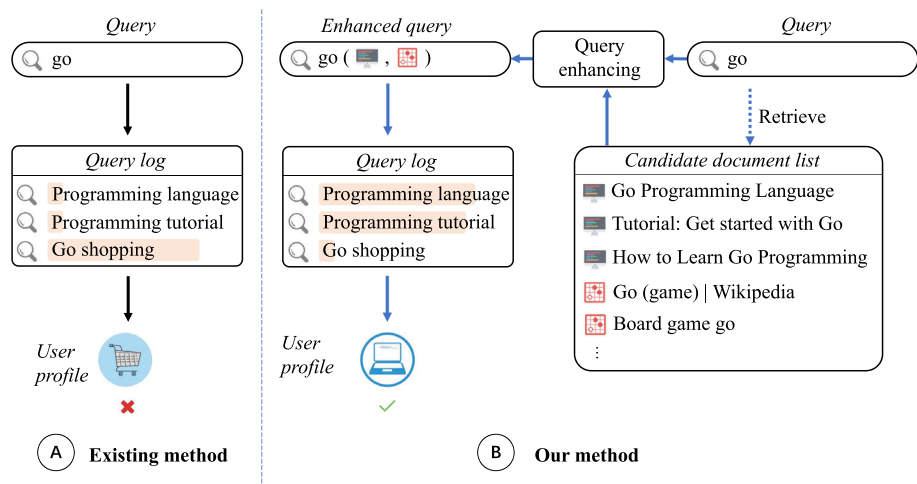 Query
go
Query log
Programming language
Programming tutorial
Go shopping
User
profile
A Existing method
Enhanced query
go ( , )
Query
enhancing
Query
go
Retrieve
Query log
Programming language
Programming tutorial
Go shopping
User
profile
Candidate document list
Go Programming Language
Tutorial: Get started with Go
How to Learn Go Programming
Go (game) | Wikipedia
Board game go
⋮
B Our method